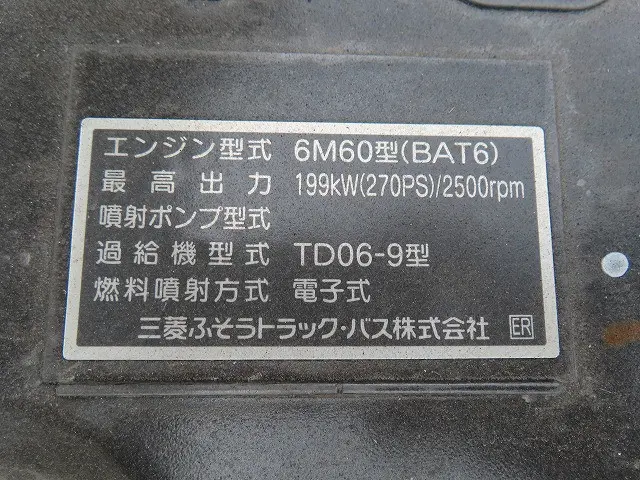 エンジン型式 6M60型(BAT6)
最高出力 199kW(270PS)/2500rpm
噴射ポンプ型式
過給機型式 TD06-9型
燃料噴射方式 電子式
三菱ふそうトラック・バス株式会社 ER